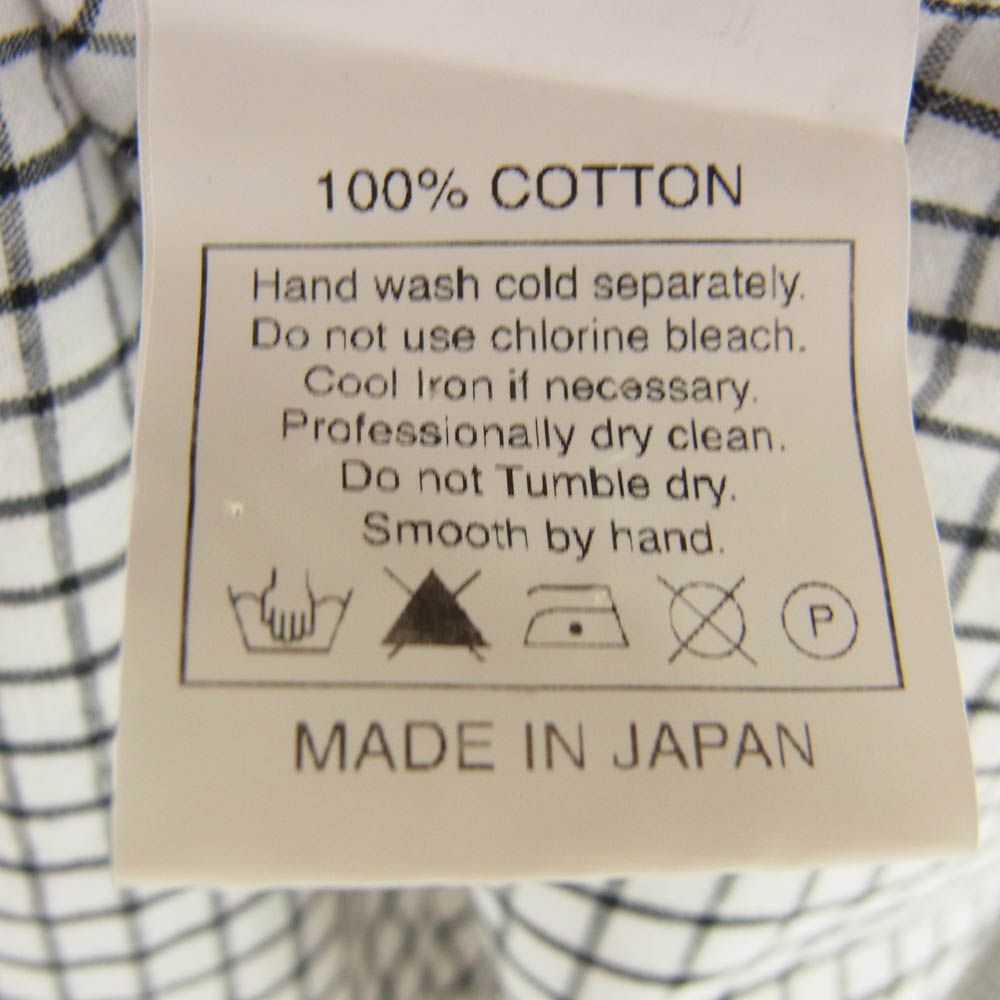 100% COTTON
Hand wash cold separately.
Do not use chlorine bleach.
Cool Iron if necessary.
Professionally dry clean.
Do not Tumble dry.
Smooth by hand.
P
MADE IN JAPAN